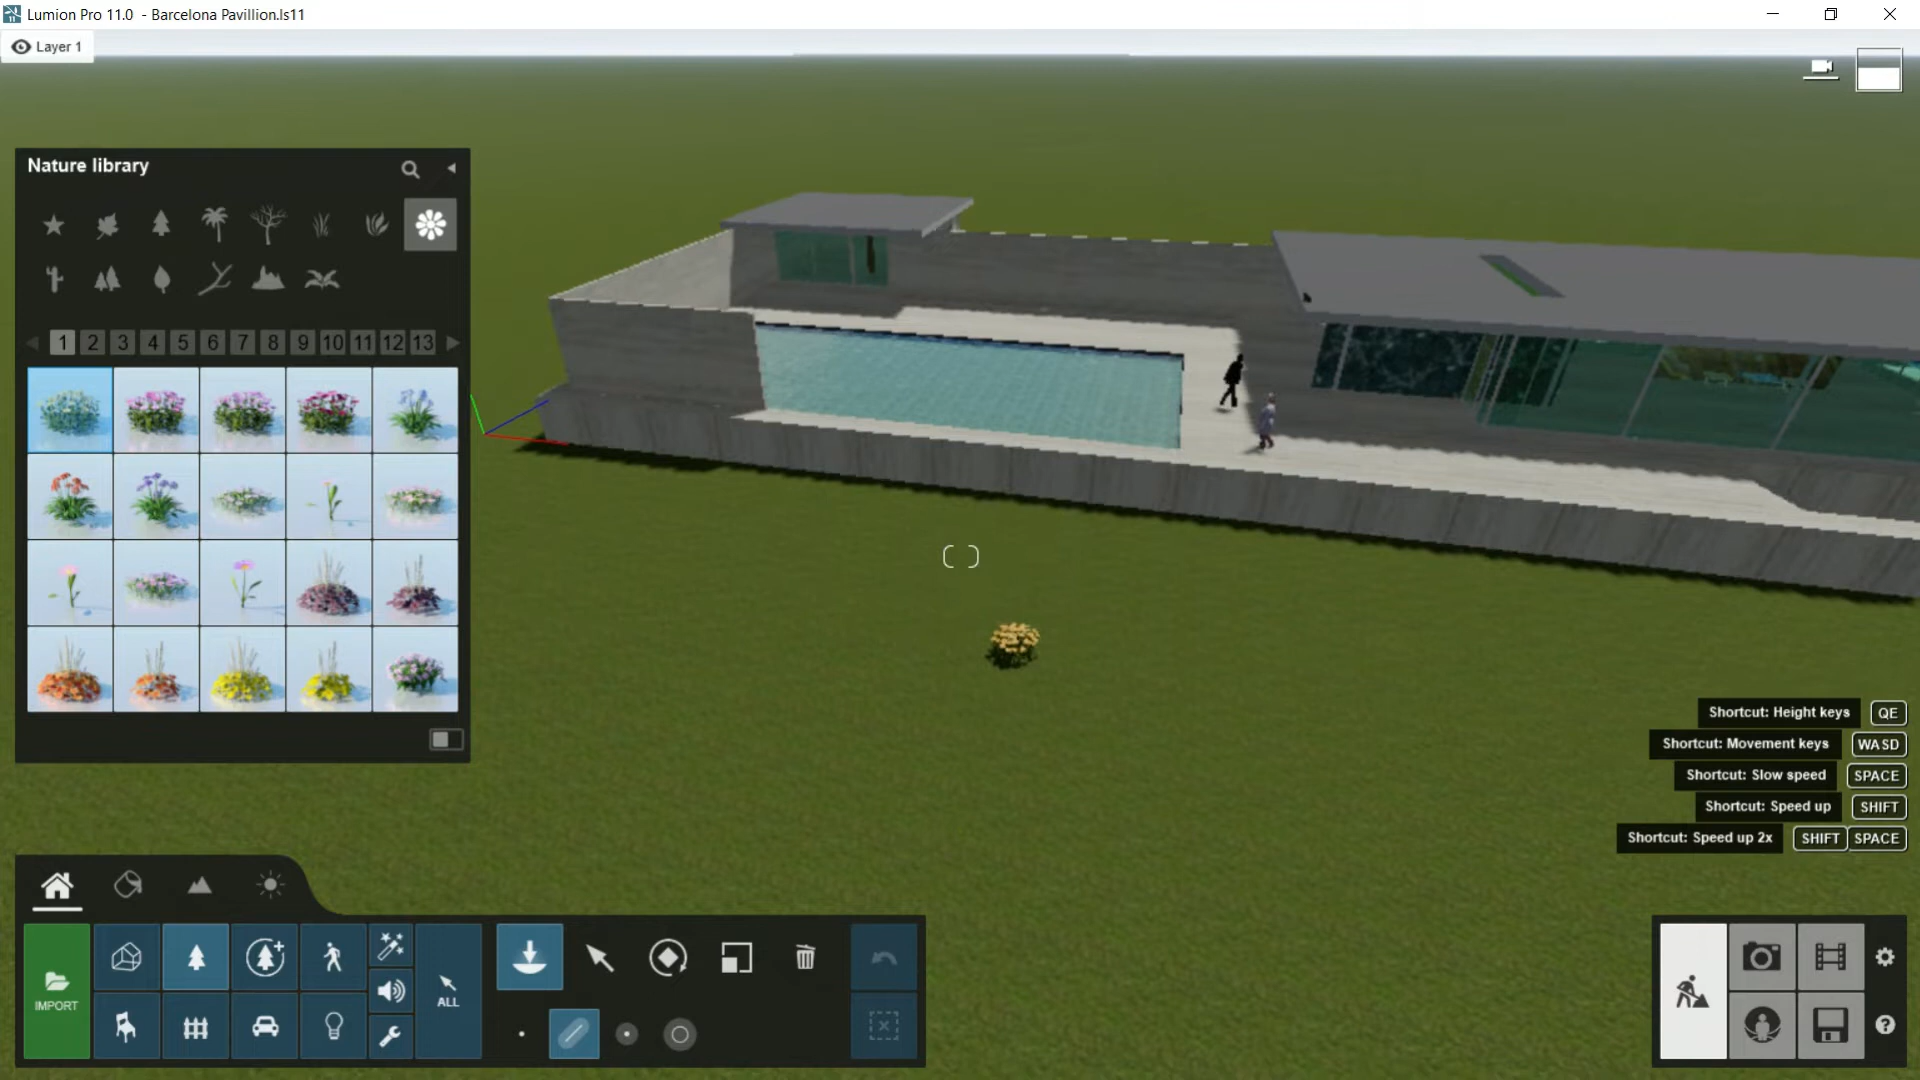 Lumion Pro 11.0 - Barcelona Pavillion.ls11
Layer 1
Nature library
1 2 3 4 5 6 7 8 9 10 11 12 13
Shortcut: Height keys QE
Shortcut: Movement keys WASD
Shortcut: Slow speed SPACE
Shortcut: Speed up SHIFT
Shortcut: Speed up 2x SHIFT SPACE
IMPORT
ALL